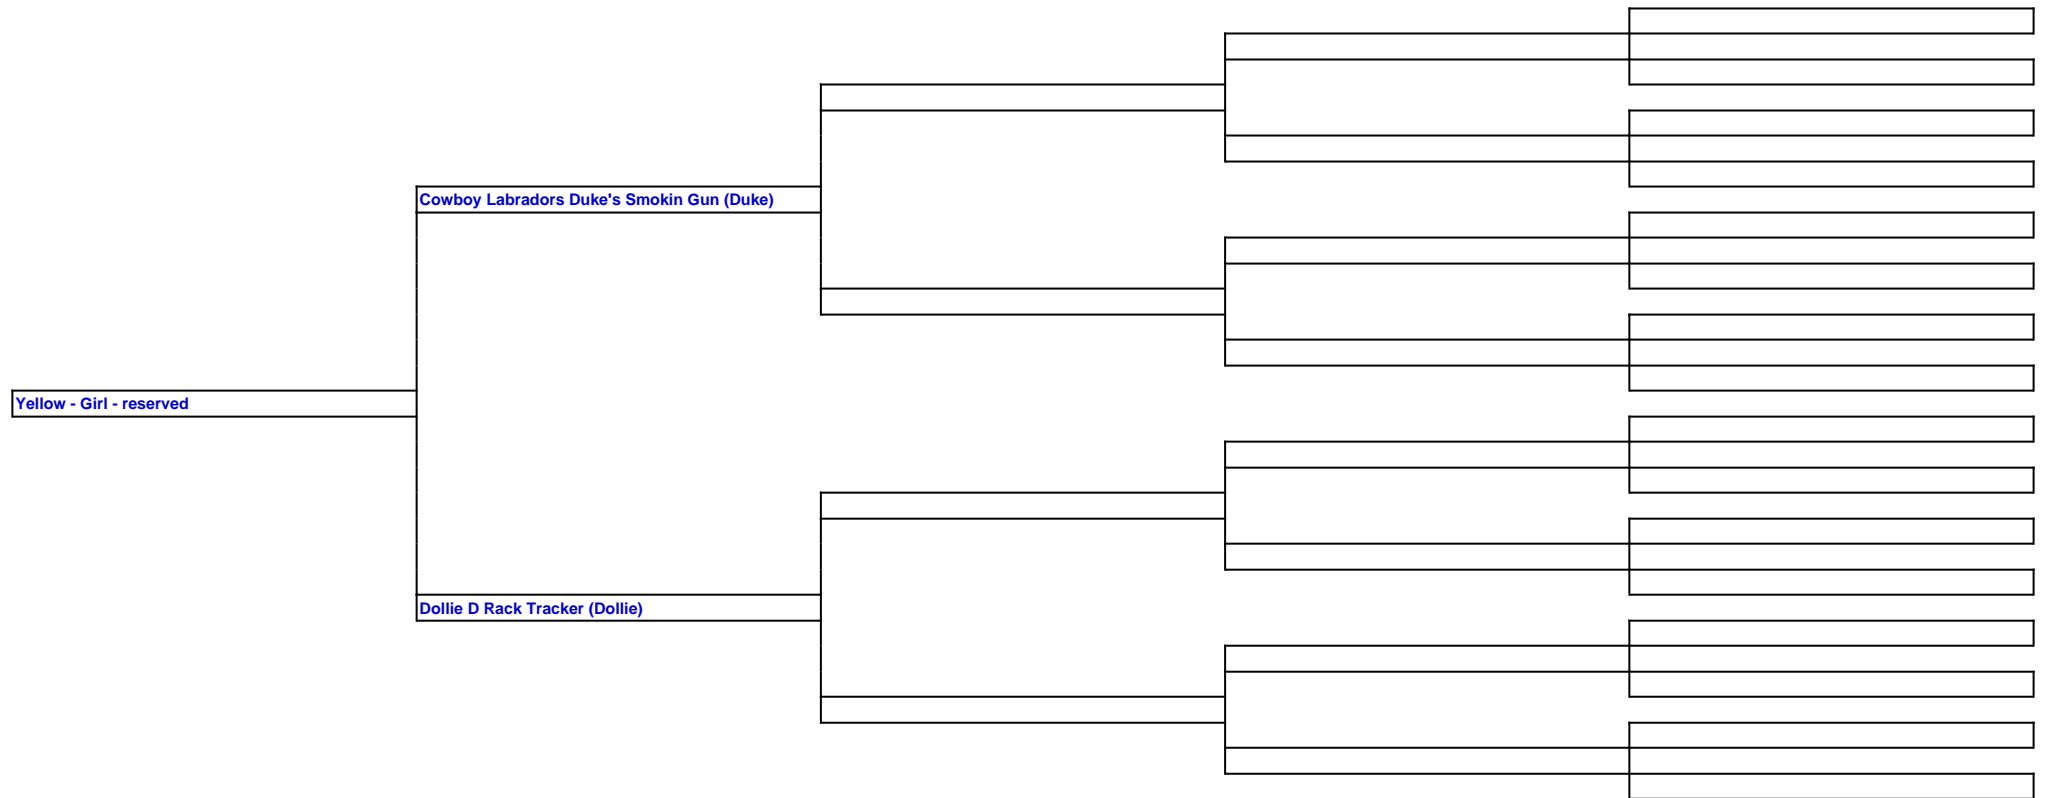 Cowboy Labradors Duke's Smokin Gun (Duke)
Yellow - Girl - reserved
Dollie D Rack Tracker (Dollie)